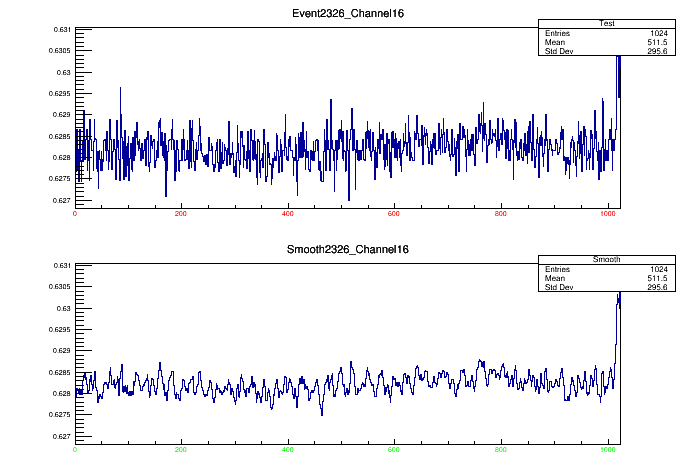 Event2326_Channel16
Test
Entries 1024
Mean 511.5
Std Dev 295.6
0.631
0.6305
0.63
0.6295
0.629
0.6285
0.628
0.6275
0.627
0 200 400 600 800 1000
Smooth2326_Channel16
Smooth
Entries 1024
Mean 511.5
Std Dev 295.6
0.631
0.6305
0.63
0.6295
0.629
0.6285
0.628
0.6275
0.627
0 200 400 600 800 1000